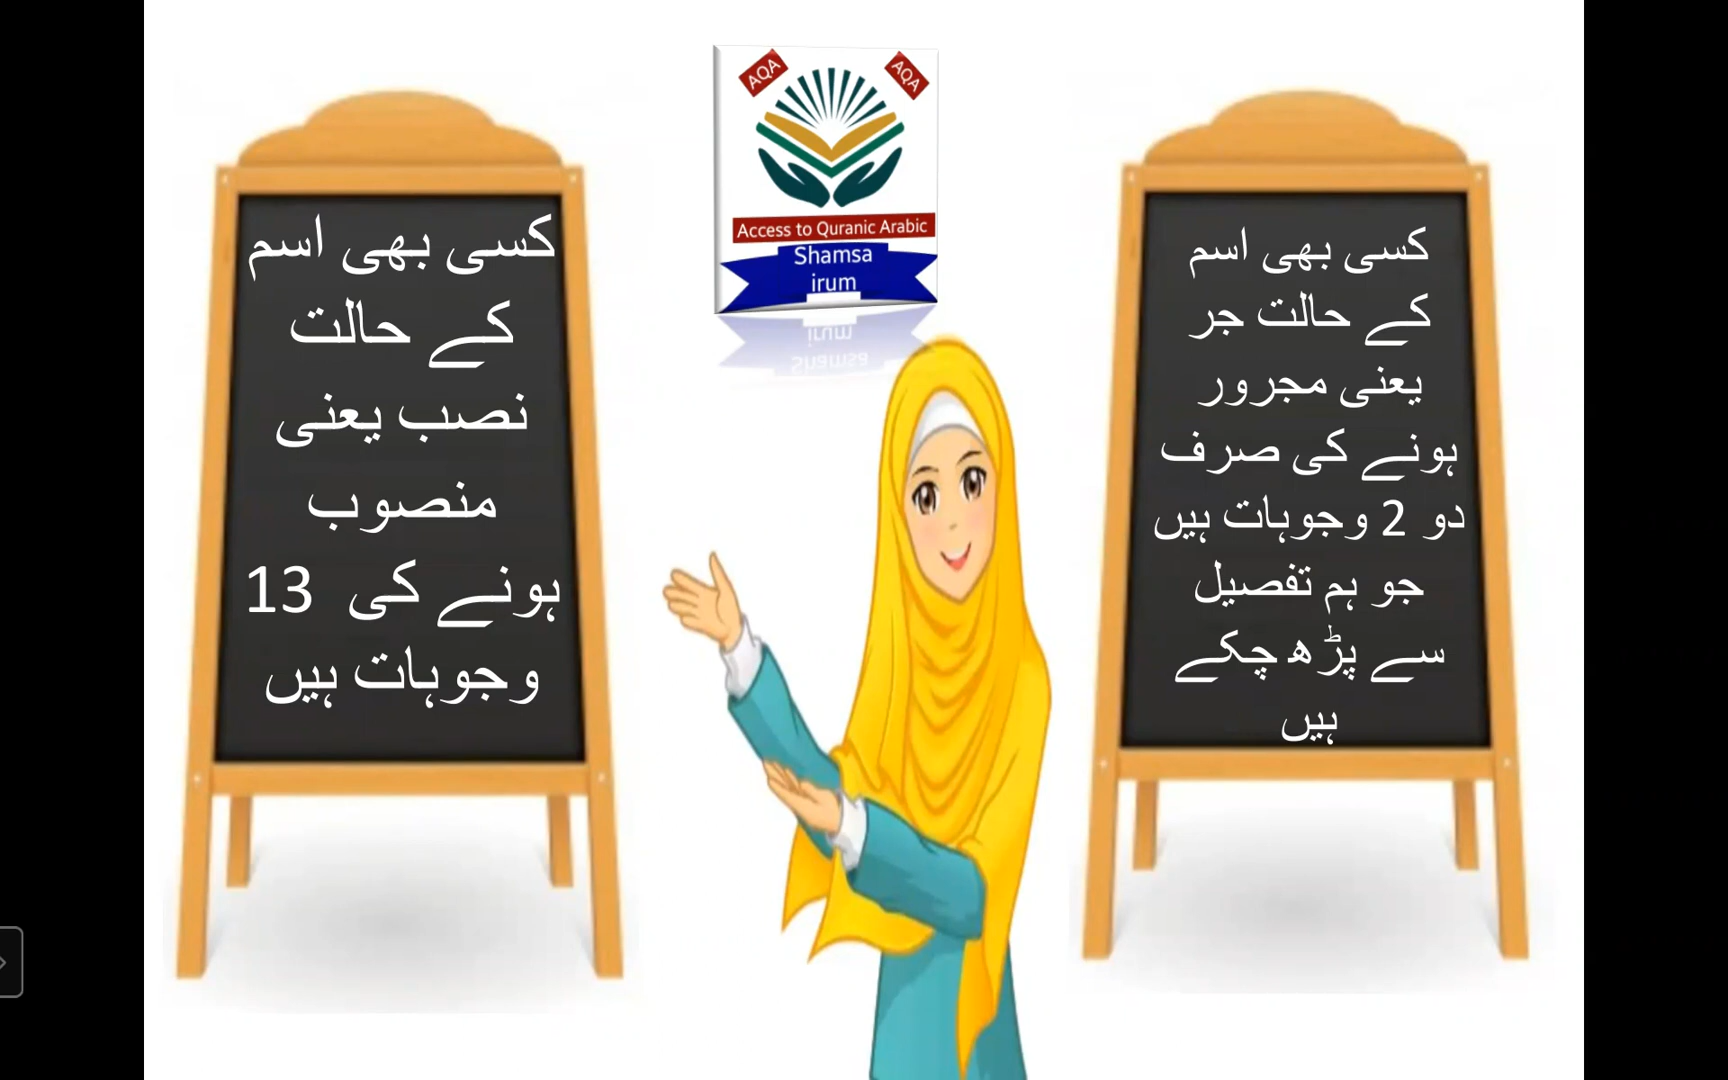 AQA
AQA
Access to Quranic Arabic
Shamsa
irum
کسی بھی اسم
کے حالت جر
یعنی مجرور
ہونے کی صرف
دو 2 وجوہات ہیں
جو ہم تفصیل
سے پڑھ چکے
ہیں
کسی بھی اسم
کے حالت
نصب یعنی
منصوب
ہونے کی 13
وجوہات ہیں